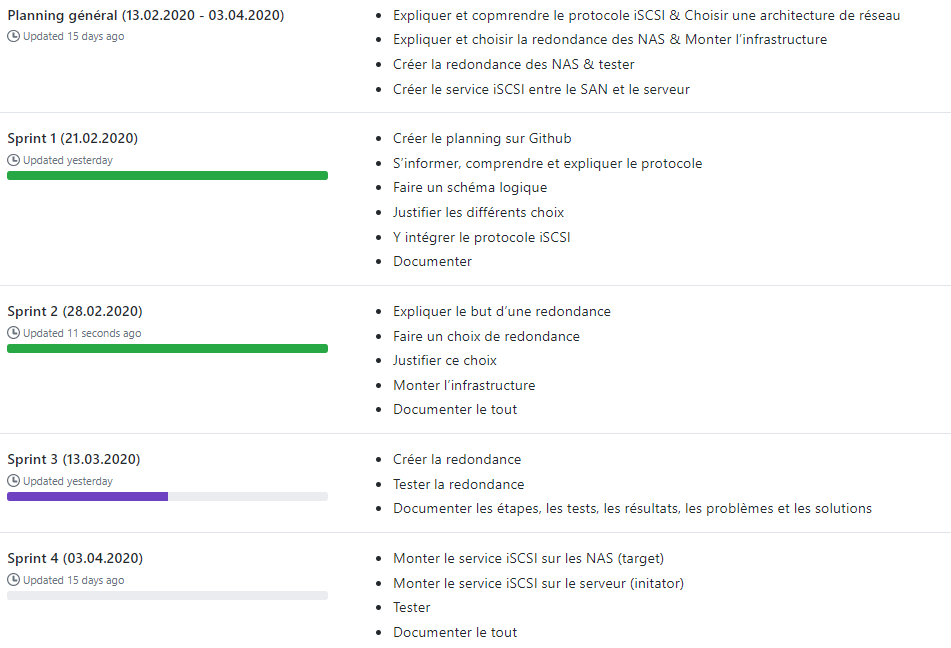 Planning général (13.02.2020 - 03.04.2020)
Updated 15 days ago
Expliquer et copmrendre le protocole iSCSI & Choisir une architecture de réseau
Expliquer et choisir la redondance des NAS & Monter l’infrastructure
Créer la redondance des NAS & tester
Créer le service iSCSI entre le SAN et le serveur
Sprint 1 (21.02.2020)
Updated yesterday
Créer le planning sur Github
S’informer, comprendre et expliquer le protocole
Faire un schéma logique
Justifier les différents choix
Y intégrer le protocole iSCSI
Documenter
Sprint 2 (28.02.2020)
Updated 11 seconds ago
Expliquer le but d’une redondance
Faire un choix de redondance
Justifier ce choix
Monter l’infrastructure
Documenter le tout
Sprint 3 (13.03.2020)
Updated yesterday
Créer la redondance
Tester la redondance
Documenter les étapes, les tests, les résultats, les problèmes et les solutions
Sprint 4 (03.04.2020)
Updated 15 days ago
Monter le service iSCSI sur les NAS (target)
Monter le service iSCSI sur le serveur (initator)
Tester
Documenter le tout